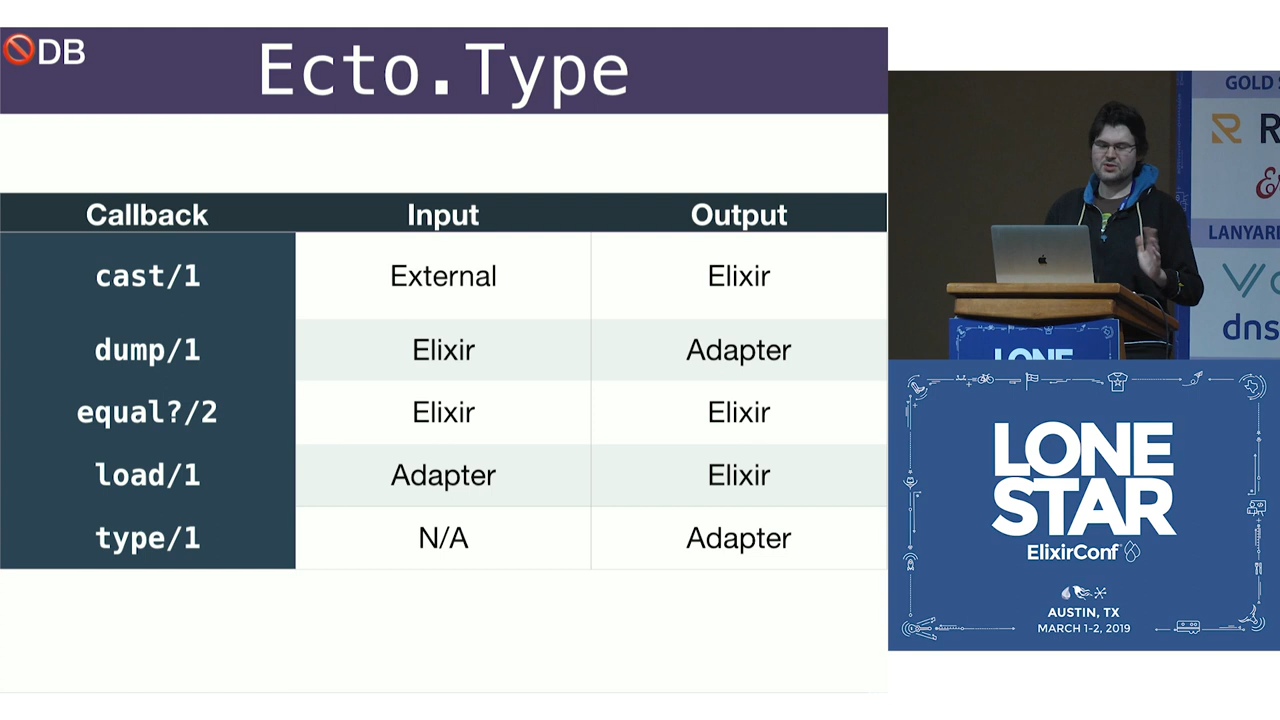 🚫DB
Ecto.Type
Callback Input Output
cast/1 External Elixir
dump/1 Elixir Adapter
equal?/2 Elixir Elixir
load/1 Adapter Elixir
type/1 N/A Adapter
GOLD
LANYARD
dns
LONE
LONE
STAR
ElixirConf
AUSTIN, TX
MARCH 1-2, 2019